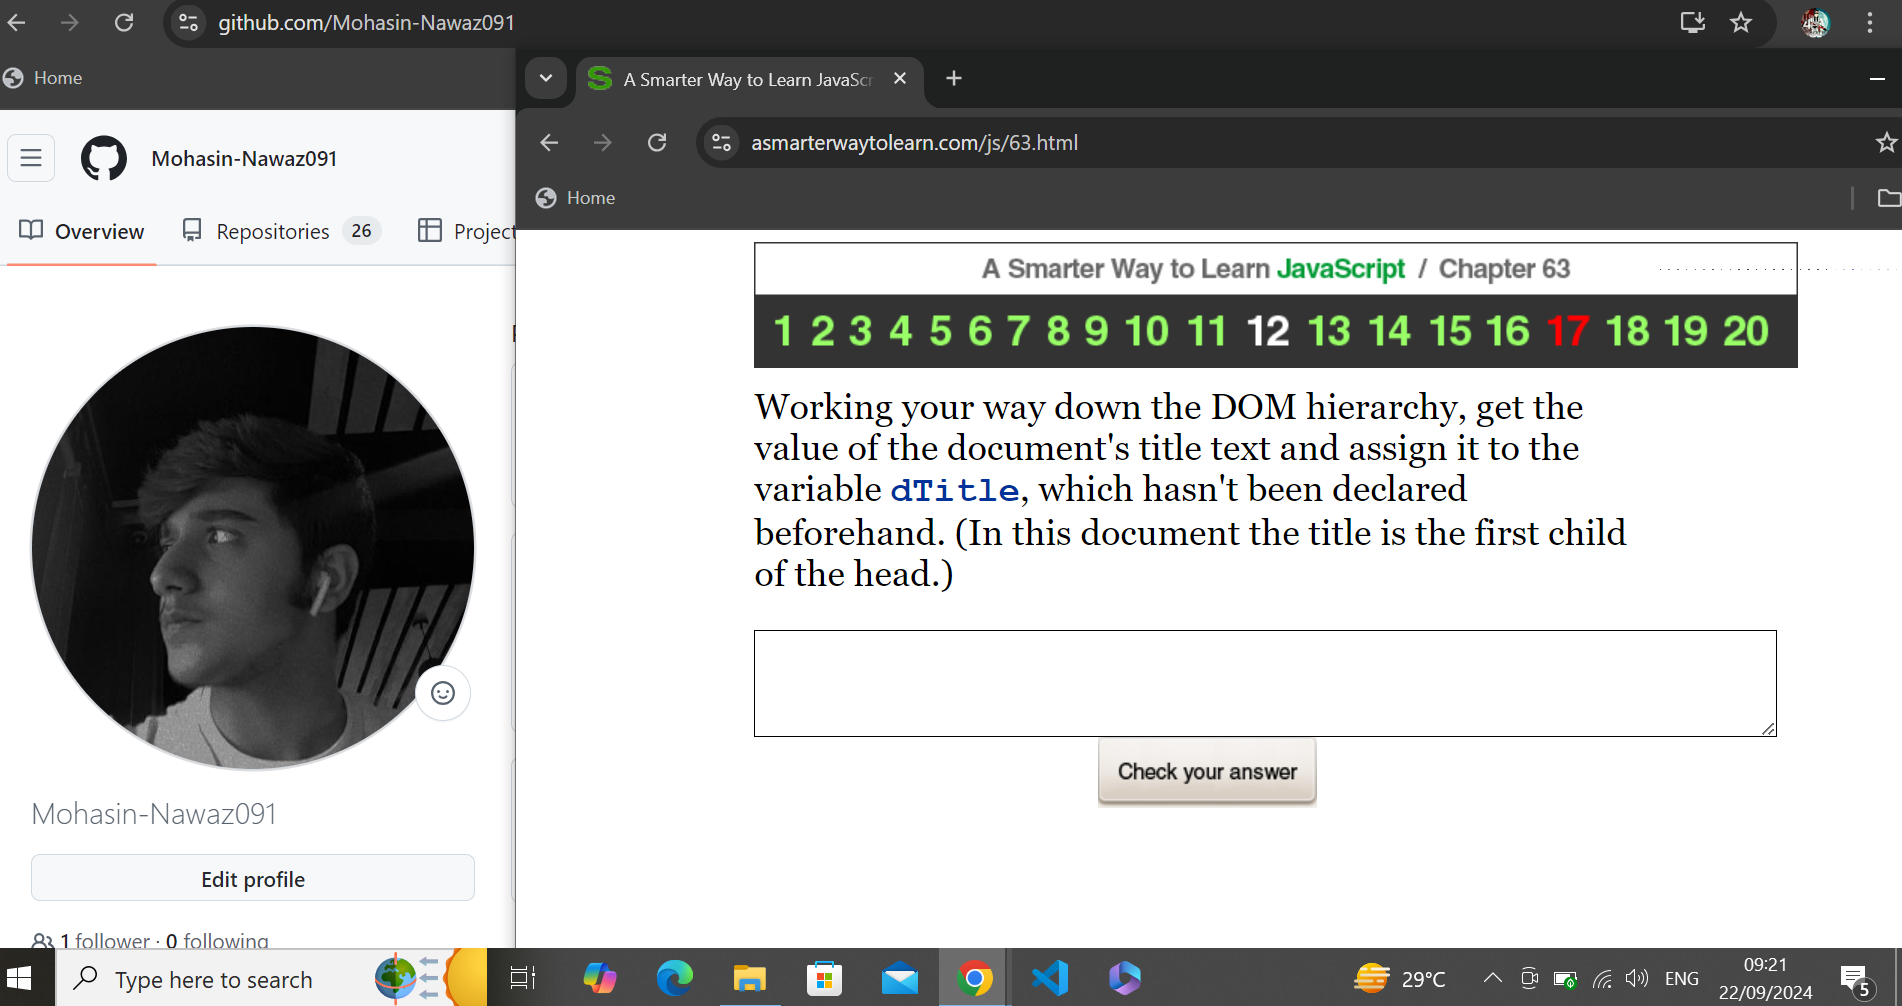 github.com/Mohasin-Nawaz091
Home
Mohasin-Nawaz091
Overview
Repositories 26
Project
Mohasin-Nawaz091
Edit profile
1 follower · 0 following
A Smarter Way to Learn JavaScr
asmarterwaytolearn.com/js/63.html
Home
A Smarter Way to Learn JavaScript / Chapter 63
1 2 3 4 5 6 7 8 9 10 11 12 13 14 15 16 17 18 19 20
Working your way down the DOM hierarchy, get the
value of the document's title text and assign it to the
variable dTitle, which hasn't been declared
beforehand. (In this document the title is the first child
of the head.)
Check your answer
Type here to search
29°C
ENG
09:21
22/09/2024
5